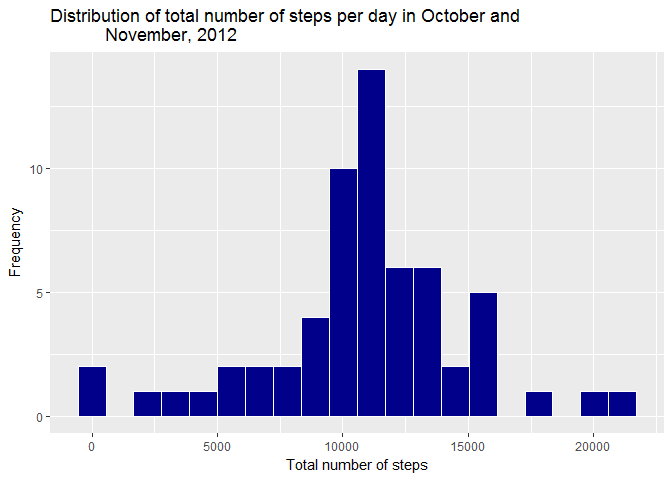 Distribution of total number of steps per day in October and
November, 2012
Frequency
10
5
0
0
5000
10000
15000
20000
Total number of steps